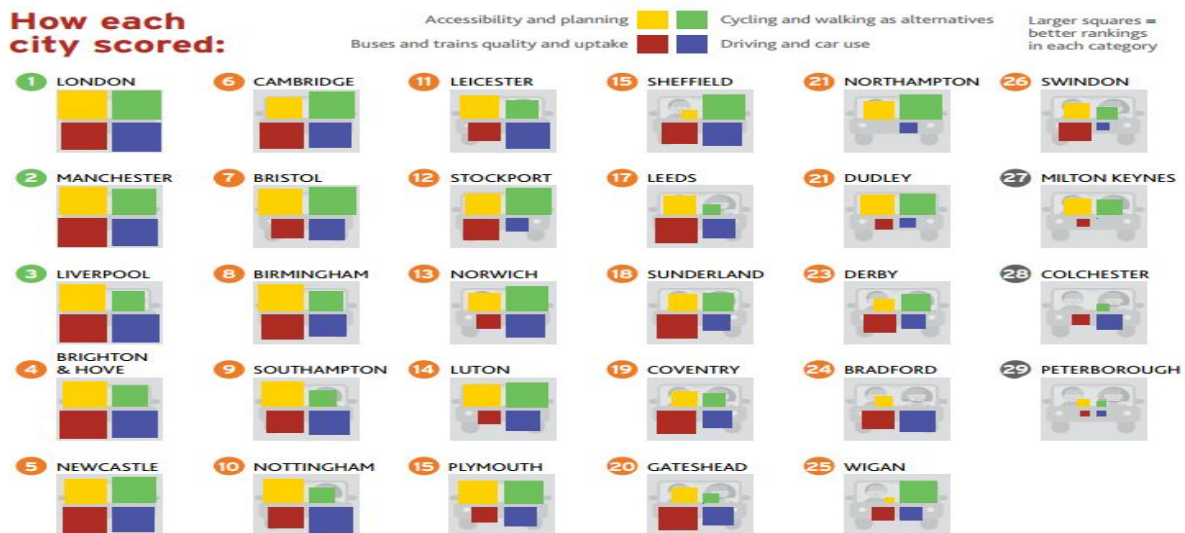 How each
city scored:
Accessibility and planning
Cycling and walking as alternatives
Buses and trains quality and uptake
Driving and car use
Larger squares =
better rankings
in each category
1 LONDON
6 CAMBRIDGE
11 LEICESTER
15 SHEFFIELD
21 NORTHAMPTON
26 SWINDON
2 MANCHESTER
7 BRISTOL
12 STOCKPORT
17 LEEDS
21 DUDLEY
27 MILTON KEYNES
3 LIVERPOOL
8 BIRMINGHAM
13 NORWICH
18 SUNDERLAND
23 DERBY
28 COLCHESTER
4 BRIGHTON
& HOVE
9 SOUTHAMPTON
14 LUTON
19 COVENTRY
24 BRADFORD
29 PETERBOROUGH
5 NEWCASTLE
10 NOTTINGHAM
15 PLYMOUTH
20 GATESHEAD
25 WIGAN